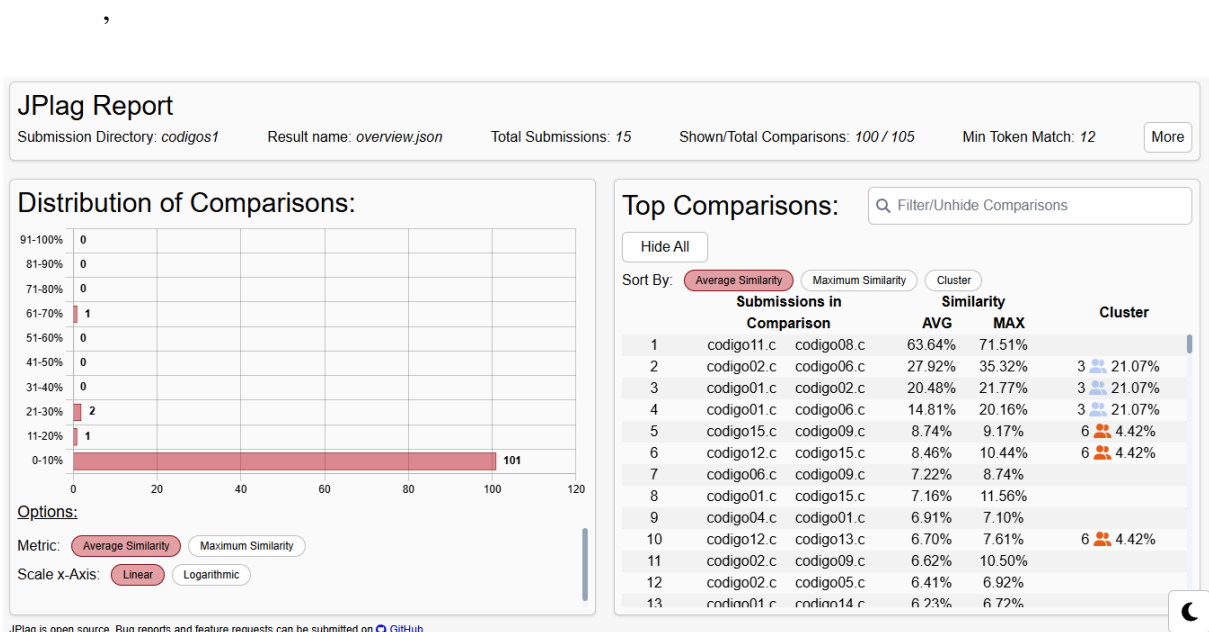 ,
JPlag Report
Submission Directory: codigos1 Result name: overview.json Total Submissions: 15 Shown/Total Comparisons: 100 / 105 Min Token Match: 12 More
Distribution of Comparisons:
91-100% 0
81-90% 0
71-80% 0
61-70% 1
51-60% 0
41-50% 0
31-40% 0
21-30% 2
11-20% 1
0-10% 101
0 20 40 60 80 100 120
Options:
Metric: Average Similarity Maximum Similarity
Scale x-Axis: Linear Logarithmic
Top Comparisons: Filter/Unhide Comparisons
Hide All
Sort By: Average Similarity Maximum Similarity Cluster
Submissions in Comparison Similarity Cluster
AVG MAX
1 codigo11.c codigo08.c 63.64% 71.51%
2 codigo02.c codigo06.c 27.92% 35.32% 3 21.07%
3 codigo01.c codigo02.c 20.48% 21.77% 3 21.07%
4 codigo01.c codigo06.c 14.81% 20.16% 3 21.07%
5 codigo15.c codigo09.c 8.74% 9.17% 6 4.42%
6 codigo12.c codigo15.c 8.46% 10.44% 6 4.42%
7 codigo06.c codigo09.c 7.22% 8.74%
8 codigo01.c codigo15.c 7.16% 11.56%
9 codigo04.c codigo01.c 6.91% 7.10%
10 codigo12.c codigo13.c 6.70% 7.61% 6 4.42%
11 codigo02.c codigo09.c 6.62% 10.50%
12 codigo02.c codigo05.c 6.41% 6.92%
13 codigo01.c codigo14.c 6.23% 6.72%
JPlag is open source. Bug reports and feature requests can be submitted on GitHub